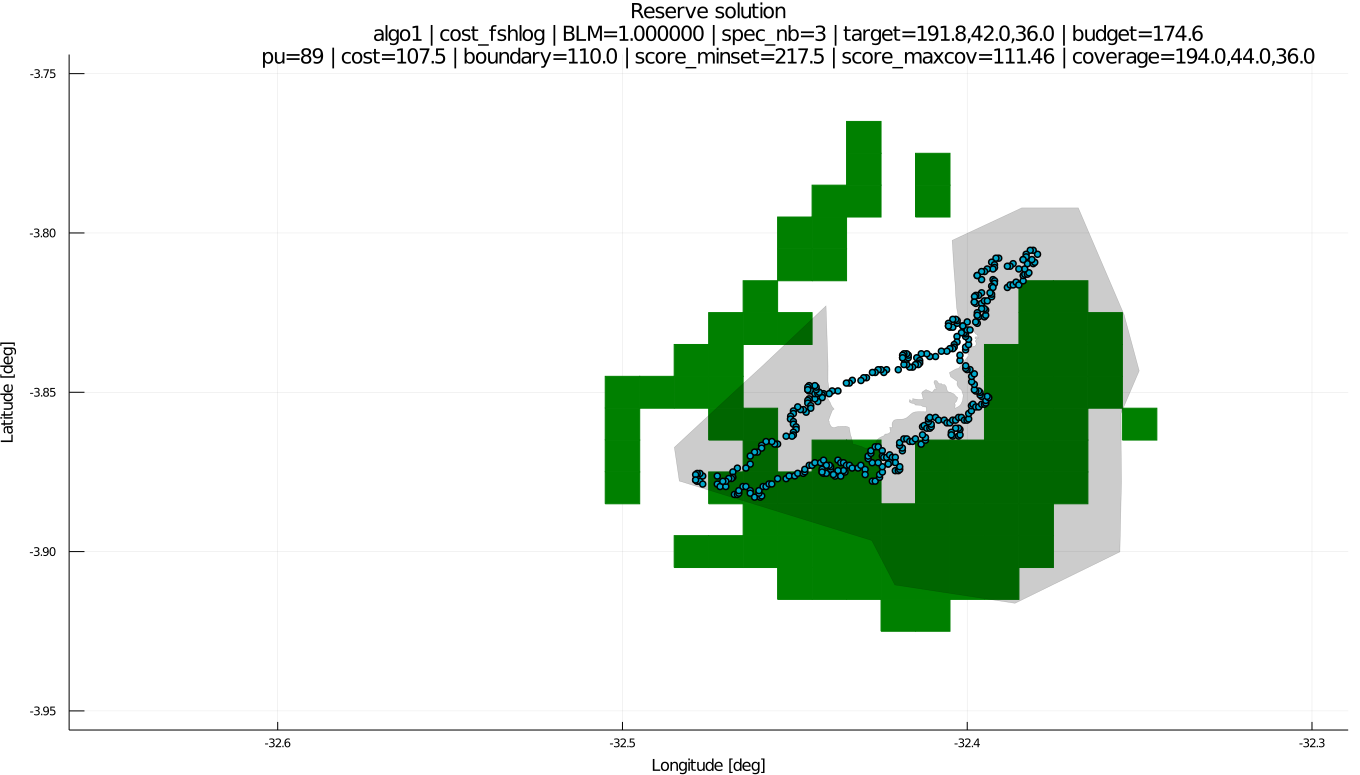 Reserve solution
algo1 | cost_fshlog | BLM=1.000000 | spec_nb=3 | target=191.8,42.0,36.0 | budget=174.6
pu=89 | cost=107.5 | boundary=110.0 | score_minset=217.5 | score_maxcov=111.46 | coverage=194.0,44.0,36.0
-3.75
-3.80
-3.85
-3.90
-3.95
Latitude [deg]
-32.6
-32.5
-32.4
-32.3
Longitude [deg]